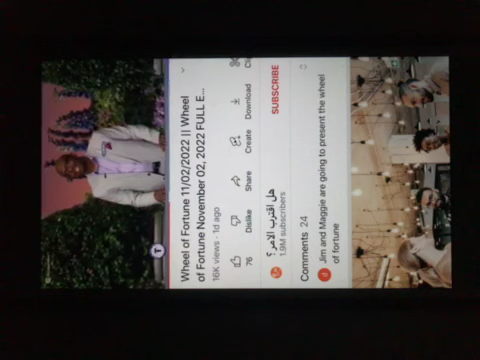 T
Wheel of Fortune 11/02/2022 || Wheel
of Fortune November 02, 2022 FULL E...
16K views · 1d ago
76
Dislike
Share
Create
Download
هل اقترب الامر ؟
1.9M subscribers
SUBSCRIBE
Comments 24
Jim and Maggie are going to present the wheel
of fortune